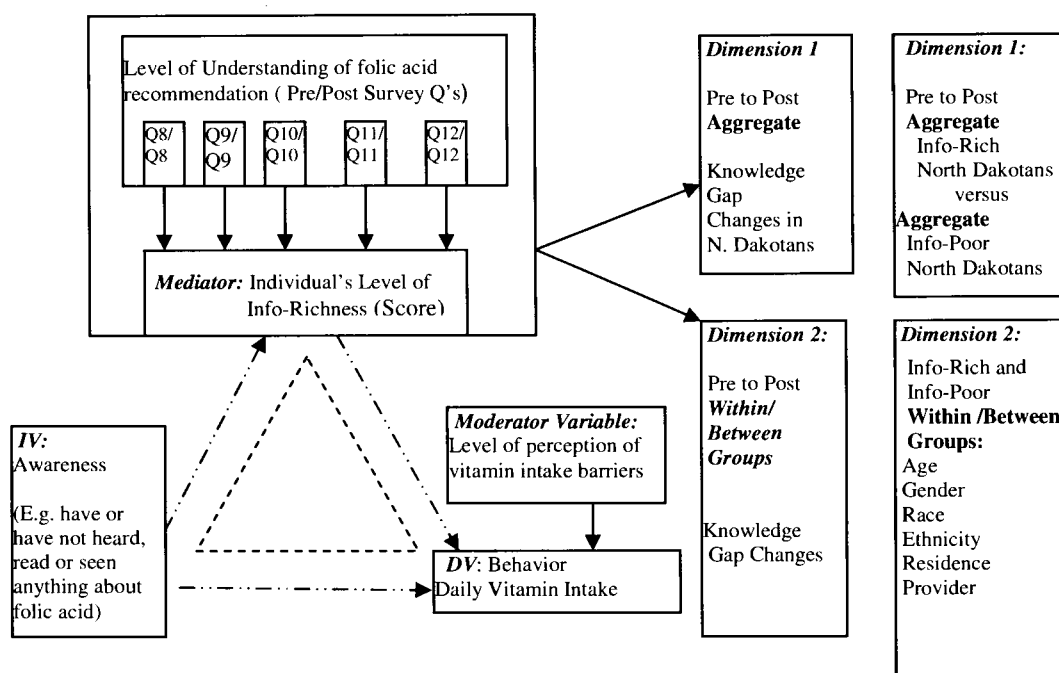 Level of Understanding of folic acid
recommendation ( Pre/Post Survey Q's)
Q8/
Q8
Q9/
Q9
Q10/
Q10
Q11/
Q11
Q12/
Q12
Mediator: Individual's Level of
Info-Richness (Score)
IV:
Awareness
(E.g. have or
have not heard,
read or seen
anything about
folic acid)
Moderator Variable:
Level of perception of
vitamin intake barriers
DV: Behavior
Daily Vitamin Intake
Dimension 1
Pre to Post
Aggregate
Knowledge
Gap
Changes in
N. Dakotans
Dimension 1:
Pre to Post
Aggregate
Info-Rich
North Dakotans
versus
Aggregate
Info-Poor
North Dakotans
Dimension 2:
Pre to Post
Within/
Between
Groups
Knowledge
Gap Changes
Dimension 2:
Info-Rich and
Info-Poor
Within /Between
Groups:
Age
Gender
Race
Ethnicity
Residence
Provider